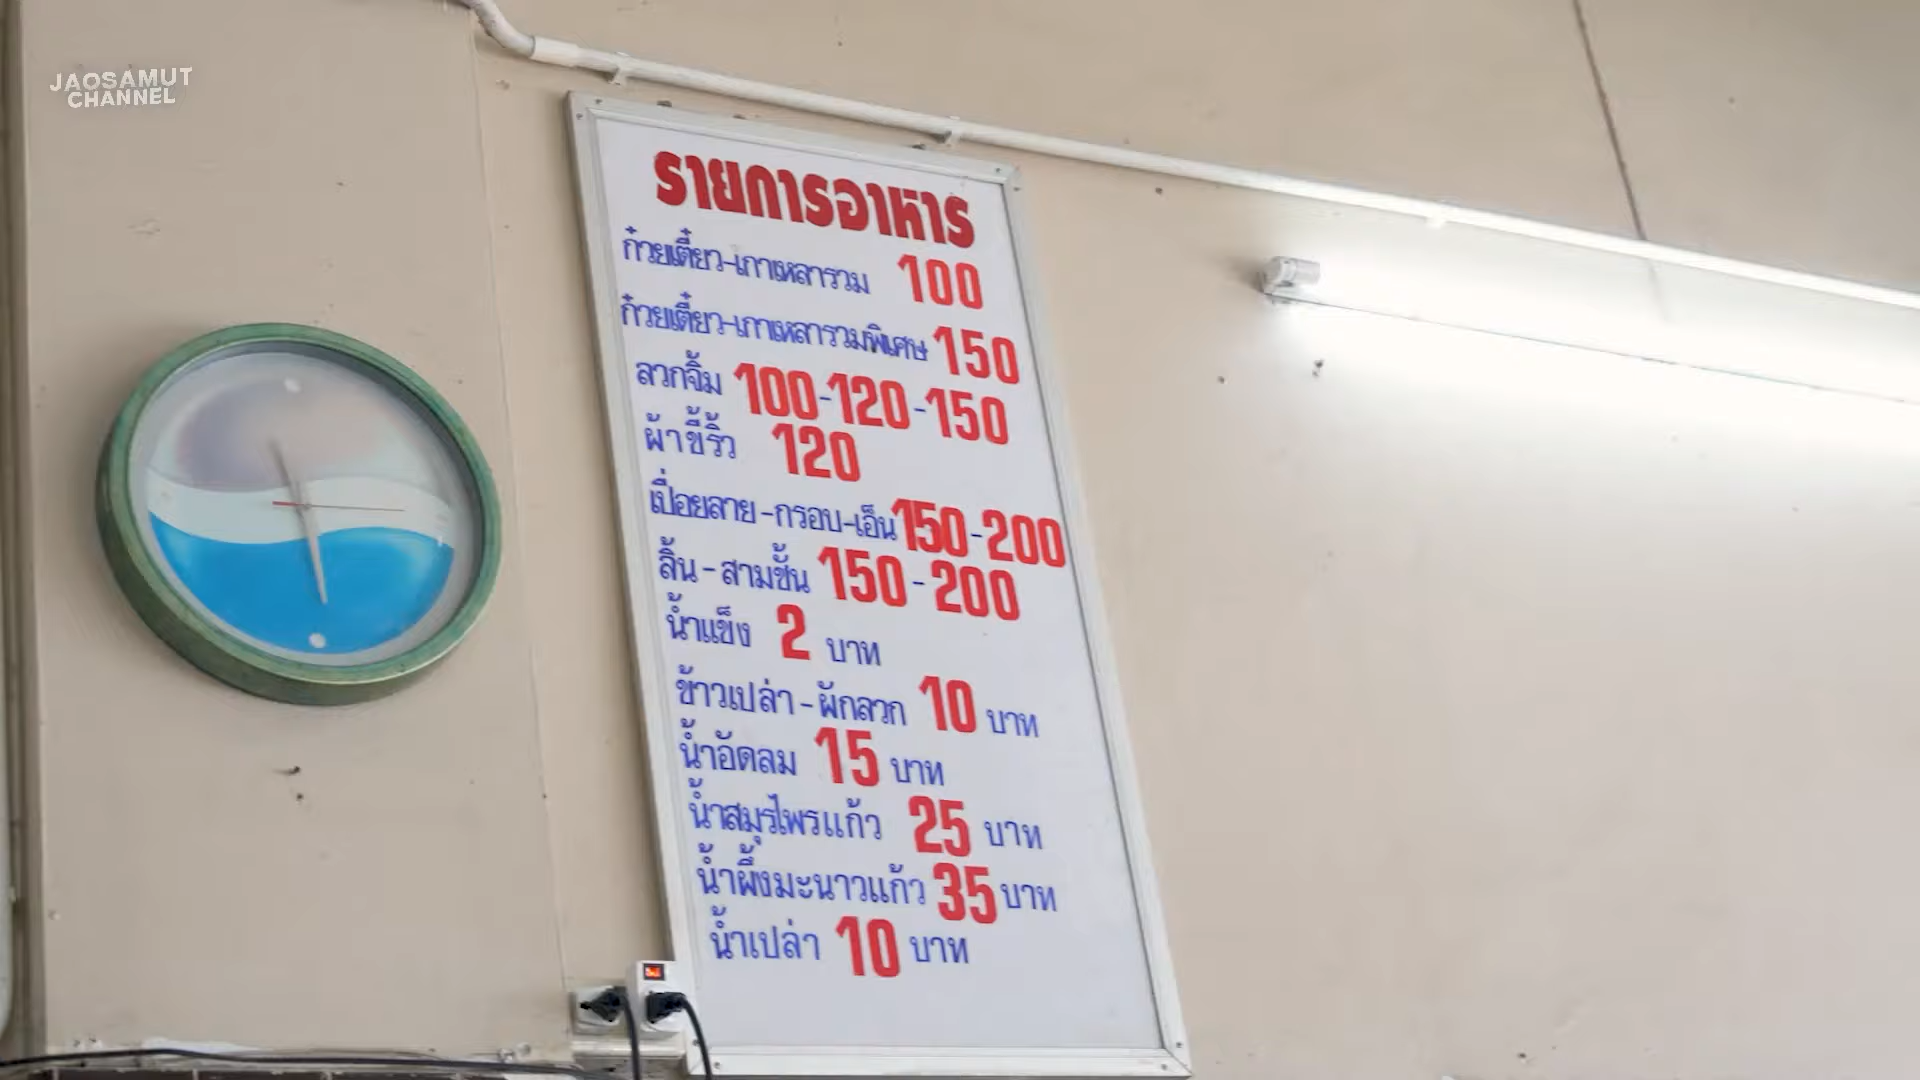 JAOSAMUT
CHANNEL
รายการอาหาร
ก๋วยเตี๋ยว-เกาเหลารวม 100
ก๋วยเตี๋ยว-เกาเหลารวมพิเศษ 150
ลวกจิ้ม 100-120-150
ผ้าขี้ริ้ว 120
เปื่อยลาย-กรอบ-เอ็น 150-200
ลิ้น-สามชั้น 150-200
น้ำแข็ง 2 บาท
ข้าวเปล่า-ผักลวก 10 บาท
น้ำอัดลม 15 บาท
น้ำสมุรไพรแก้ว 25 บาท
น้ำผึ้งมะนาวแก้ว 35 บาท
น้ำเปล่า 10 บาท